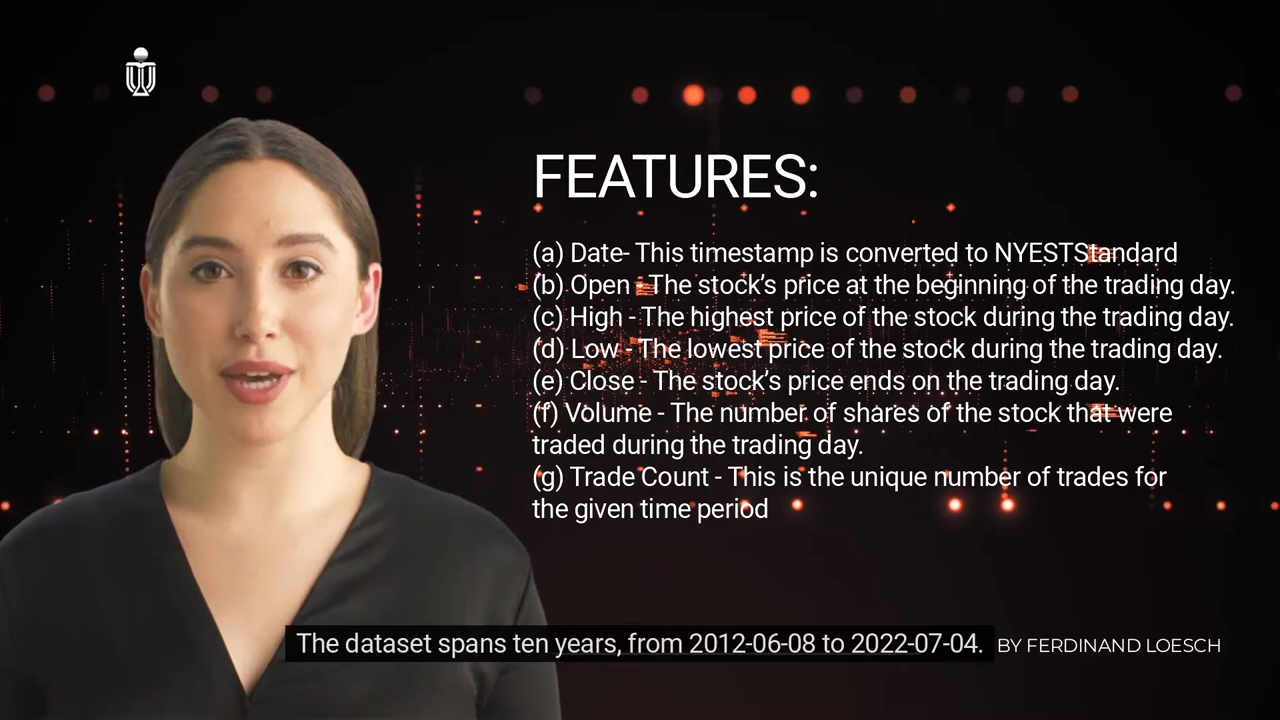 FEATURES:
(a) Date- This timestamp is converted to NYESTStandard
(b) Open - The stock’s price at the beginning of the trading day.
(c) High - The highest price of the stock during the trading day.
(d) Low - The lowest price of the stock during the trading day.
(e) Close - The stock’s price ends on the trading day.
(f) Volume - The number of shares of the stock that were
traded during the trading day.
(g) Trade Count - This is the unique number of trades for
the given time period
The dataset spans ten years, from 2012-06-08 to 2022-07-04.
BY FERDINAND LOESCH